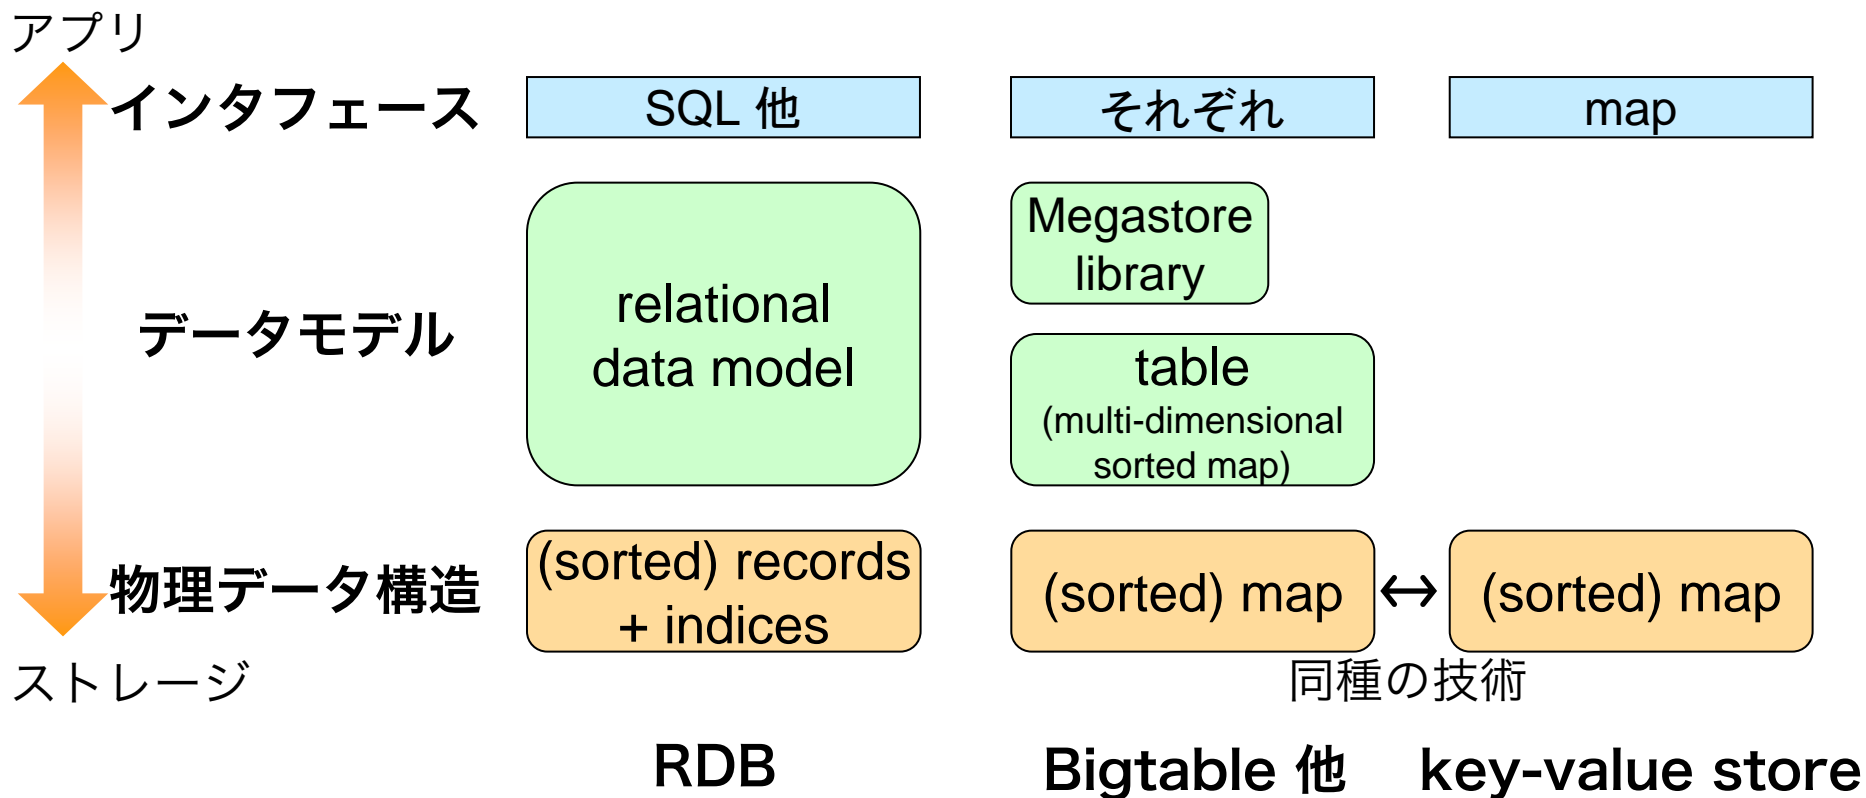 アプリ
インタフェース
SQL 他
それぞれ
map
データモデル
relational
data model
Megastore
library
table
(multi-dimensional
sorted map)
物理データ構造
(sorted) records
+ indices
(sorted) map
↔
(sorted) map
ストレージ
同種の技術
RDB
Bigtable 他
key-value store